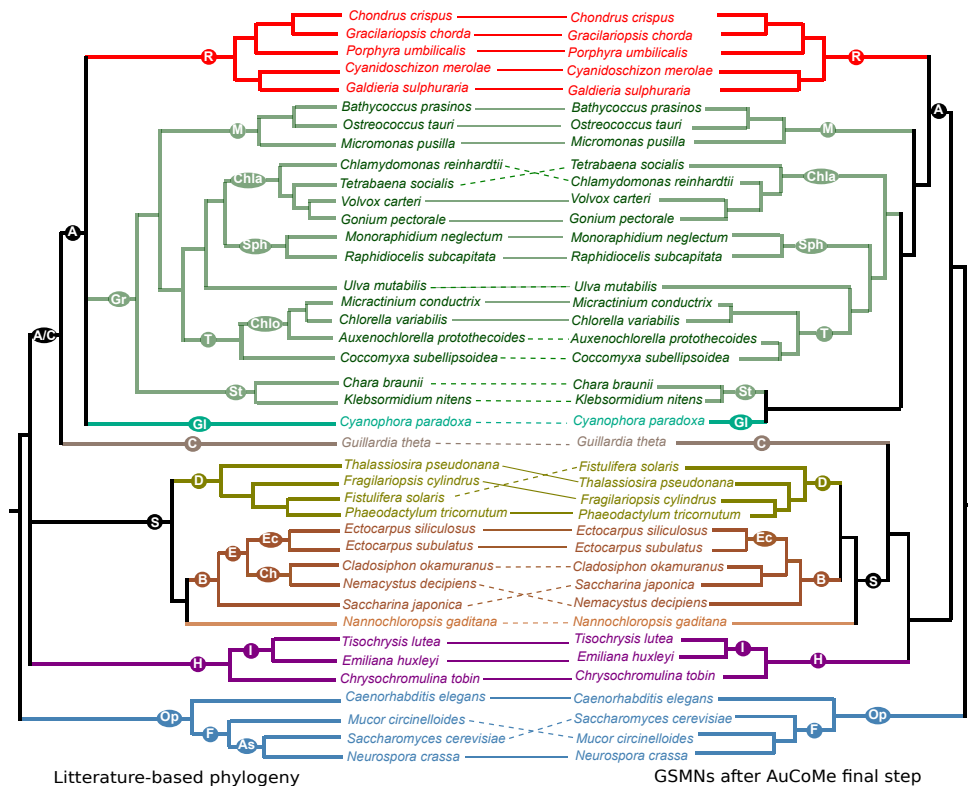 Chondrus crispus Chondrus crispus
Gracilariopsis chorda Gracilariopsis chorda
R Porphyra umbilicalis Porphyra umbilicalis R
Cyanidoschizon merolae Cyanidoschizon merolae
Galdieria sulphuraria Galdieria sulphuraria
Bathycoccus prasinos Bathycoccus prasinos A
M Ostreococcus tauri Ostreococcus tauri M
Micromonas pusilla Micromonas pusilla
Chlamydomonas reinhardtii Tetrabaena socialis
Chla Tetrabaena socialis Chlamydomonas reinhardtii Chla
Volvox carteri Volvox carteri
Gonium pectorale Gonium pectorale
A Monoraphidium neglectum Monoraphidium neglectum
Sph Raphidiocelis subcapitata Raphidiocelis subcapitata Sph
Ulva mutabilis Ulva mutabilis
Gr Micractinium conductrix Micractinium conductrix
Chlo Chlorella variabilis Chlorella variabilis
A/C T Auxenochlorella protothecoides Auxenochlorella protothecoides T
Coccomyxa subellipsoidea Coccomyxa subellipsoidea
Chara braunii Chara braunii
St Klebsormidium nitens Klebsormidium nitens St
Gl Cyanophora paradoxa Cyanophora paradoxa Gl
C Guillardia theta Guillardia theta C
Thalassiosira pseudonana Fistulifera solaris
D Fragilariopsis cylindrus Thalassiosira pseudonana D
Fistulifera solaris Fragilariopsis cylindrus
Phaeodactylum tricornutum Phaeodactylum tricornutum
S Ectocarpus siliculosus Ectocarpus siliculosus
E Ec Ectocarpus subulatus Ectocarpus subulatus Ec
Cladosiphon okamuranus Cladosiphon okamuranus
B Ch Nemacystus decipiens Saccharina japonica B S
Saccharina japonica Nemacystus decipiens
Nannochloropsis gaditana Nannochloropsis gaditana
Tisochrysis lutea Tisochrysis lutea
H I Emiliana huxleyi Emiliana huxleyi I H
Chrysochromulina tobin Chrysochromulina tobin
Caenorhabditis elegans Caenorhabditis elegans
Op Mucor circinelloides Saccharomyces cerevisiae Op
F As Saccharomyces cerevisiae Mucor circinelloides F
Neurospora crassa Neurospora crassa
Litterature-based phylogeny GSMNs after AuCoMe final step